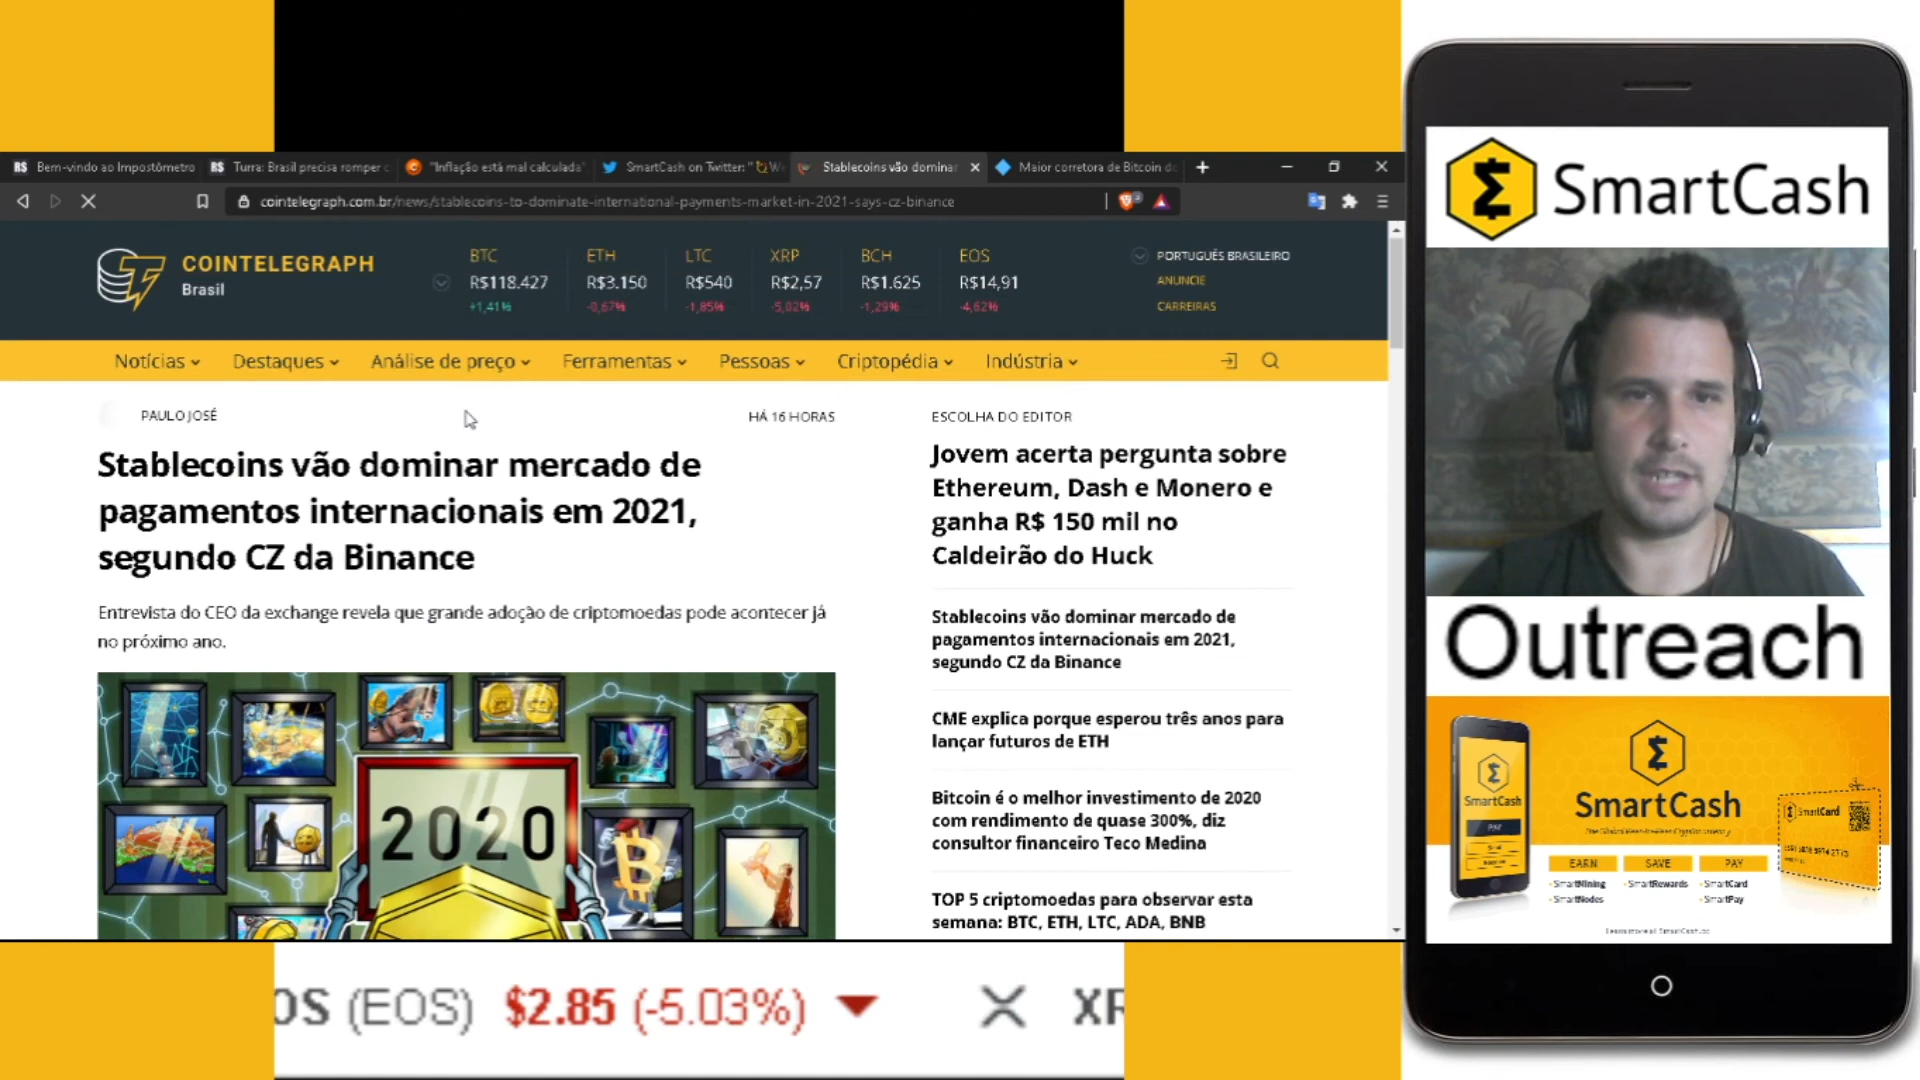 Bem-vindo ao Impostômetro
Turra: Brasil precisa romper c
"Inflação está mal calculada"
SmartCash on Twitter: "
Stablecoins vão dominar
Maior corretora de Bitcoin d
cointelegraph.com.br/news/stablecoins-to-dominate-international-payments-market-in-2021-says-cz-binance
COINTELEGRAPH
Brasil
BTC
R$118.427
+1,41%
ETH
R$3.150
-0,67%
LTC
R$540
-1,85%
XRP
R$2,57
-5,02%
BCH
R$1.625
-1,29%
EOS
R$14,91
-4,62%
PORTUGUÊS BRASILEIRO
ANUNCIE
CARREIRAS
Notícias
Destaques
Análise de preço
Ferramentas
Pessoas
Criptopédia
Indústria
PAULO JOSÉ
HÁ 16 HORAS
Stablecoins vão dominar mercado de
pagamentos internacionais em 2021,
segundo CZ da Binance
Entrevista do CEO da exchange revela que grande adoção de criptomoedas pode acontecer já
no próximo ano.
2020
ESCOLHA DO EDITOR
Jovem acerta pergunta sobre
Ethereum, Dash e Monero e
ganha R$ 150 mil no
Caldeirão do Huck
Stablecoins vão dominar mercado de
pagamentos internacionais em 2021,
segundo CZ da Binance
CME explica porque esperou três anos para
lançar futuros de ETH
Bitcoin é o melhor investimento de 2020
com rendimento de quase 300%, diz
consultor financeiro Teco Medina
TOP 5 criptomoedas para observar esta
semana: BTC, ETH, LTC, ADA, BNB
OS (EOS) $2.85 (-5.03%)
XR
SmartCash
Outreach
SmartCash
PAY
SmartCash
EARN
SAVE
PAY
SmartMining
SmartNodes
SmartRewards
SmartCard
SmartPay
SmartCard
Learn more at SmartCash.cc